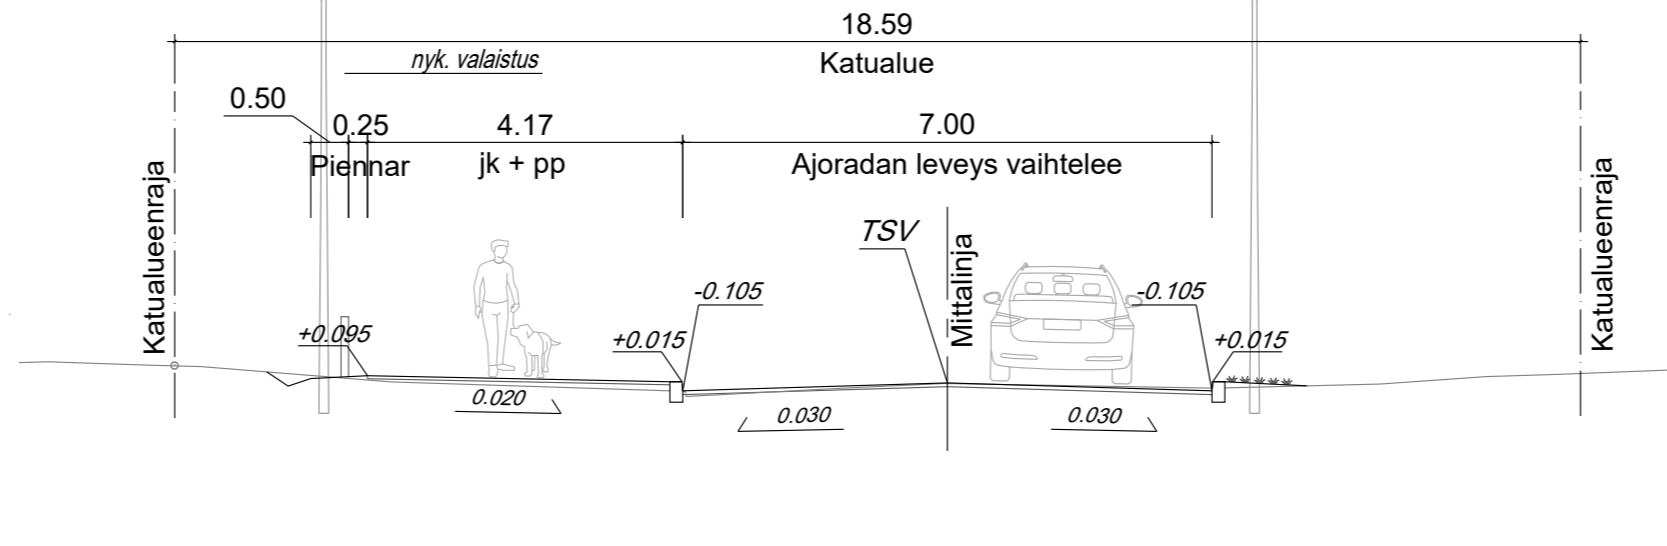 18.59
nyk. valaistus
Katualue
0.50
0.25
4.17
7.00
Piennar
jk + pp
Ajoradan leveys vaihtelee
Katualueenraja
TSV
Mittalinja
Katualueenraja
-0.105
-0.105
+0.095
+0.015
+0.015
0.020
0.030
0.030